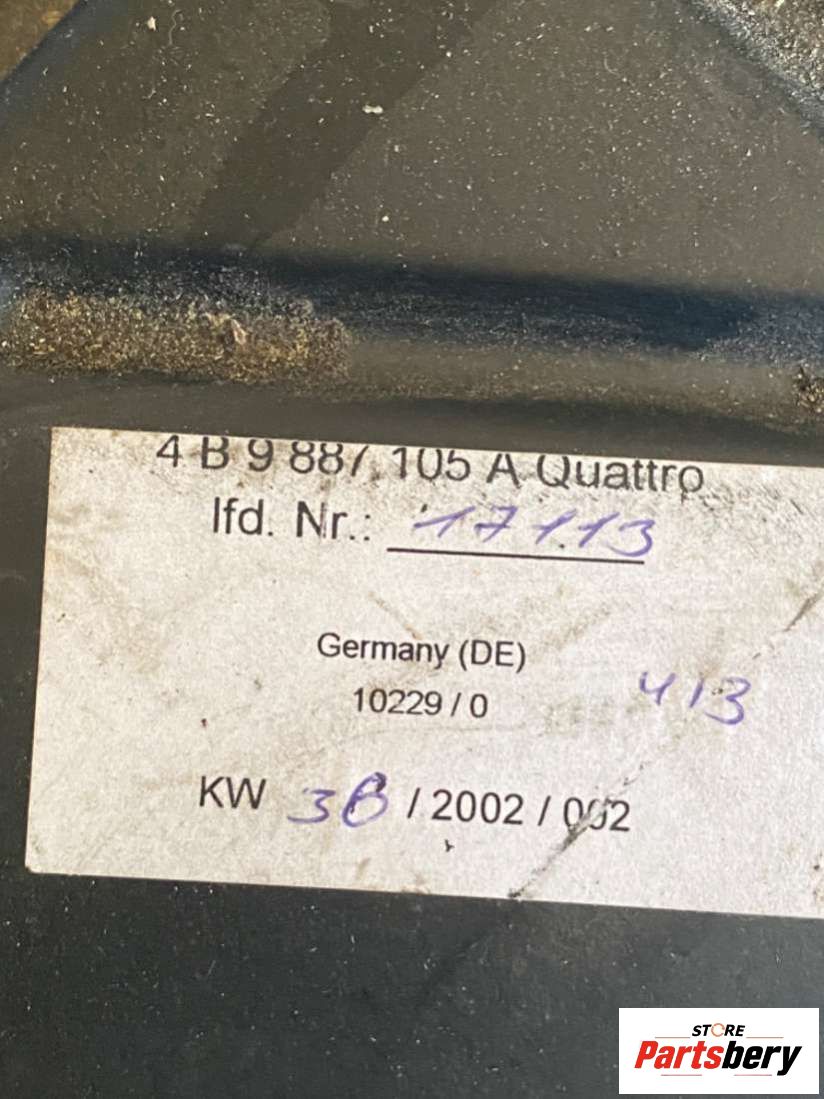 4 B 9 887 105 A Quattro
lfd. Nr.: 17113
Germany (DE)
10229 / 0
413
KW 38 / 2002 / 002
STORE
Partsbery